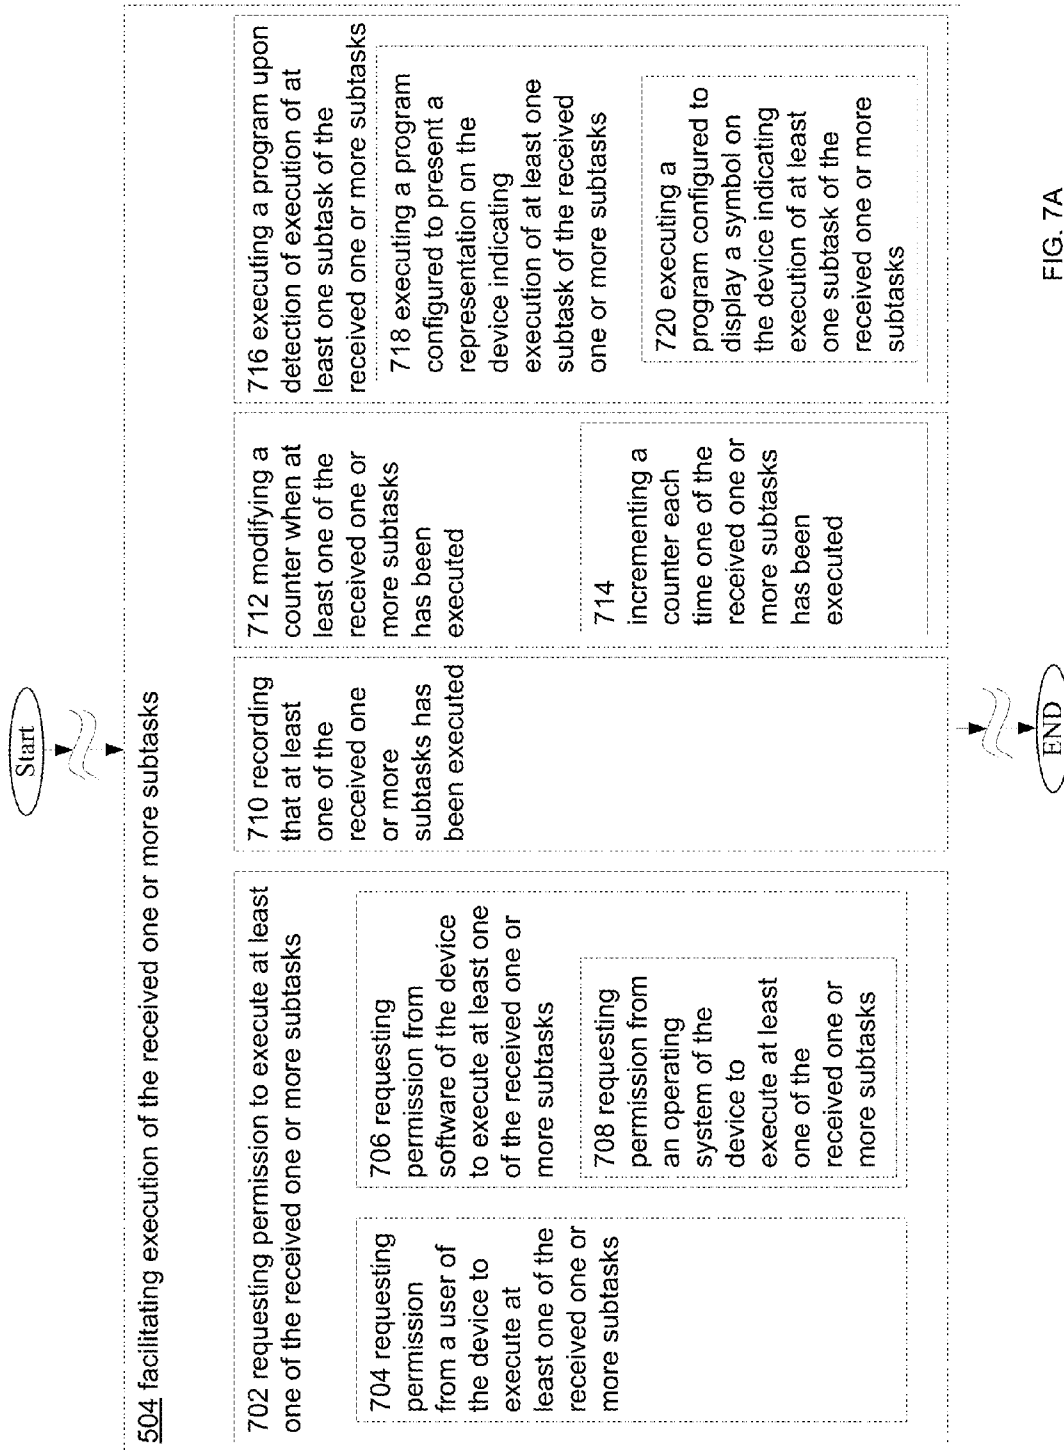 Start
504 facilitating execution of the received one or more subtasks
702 requesting permission to execute at least
one of the received one or more subtasks
704 requesting
permission
from a user of
the device to
execute at
least one of the
received one or
more subtasks
706 requesting
permission from
software of the device
to execute at least one
of the received one or
more subtasks
708 requesting
permission from
an operating
system of the
device to
execute at least
one of the
received one or
more subtasks
710 recording
that at least
one of the
received one
or more
subtasks has
been executed
712 modifying a
counter when at
least one of the
received one or
more subtasks
has been
executed
714
incrementing a
counter each
time one of the
received one or
more subtasks
has been
executed
716 executing a program upon
detection of execution of at
least one subtask of the
received one or more subtasks
718 executing a program
configured to present a
representation on the
device indicating
execution of at least one
subtask of the received
one or more subtasks
720 executing a
program configured to
display a symbol on
the device indicating
execution of at least
one subtask of the
received one or more
subtasks
END
FIG. 7A